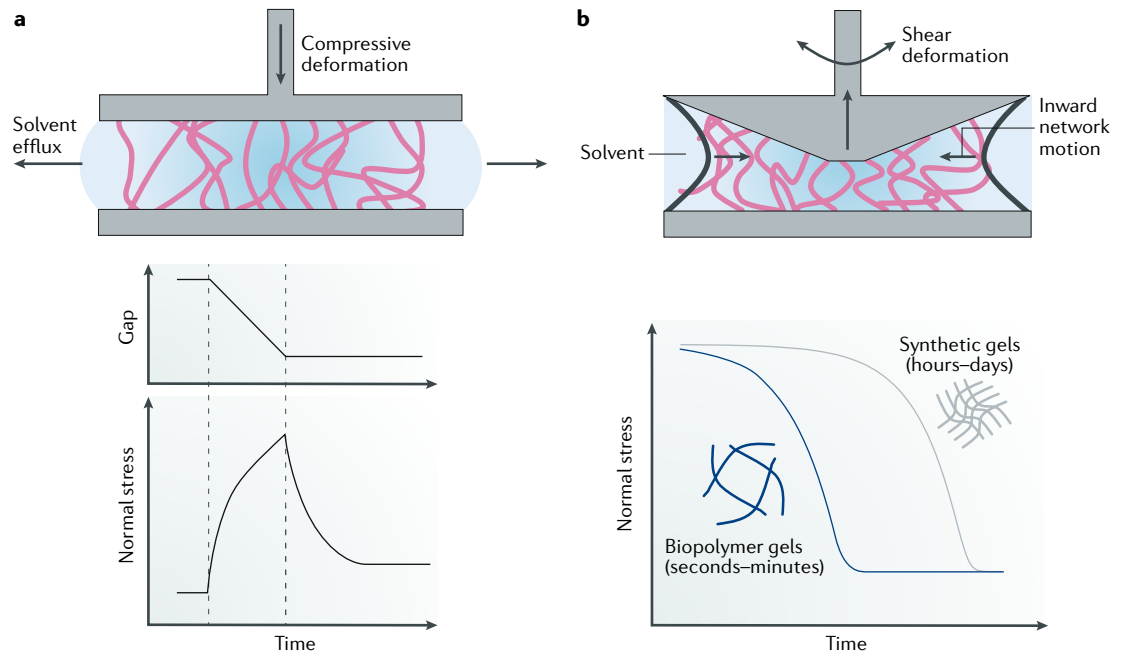 a
Compressive
deformation
Solvent
efflux
Gap
Normal stress
Time
b
Shear
deformation
Inward
network
motion
Solvent
Synthetic gels
(hours–days)
Normal stress
Biopolymer gels
(seconds–minutes)
Time